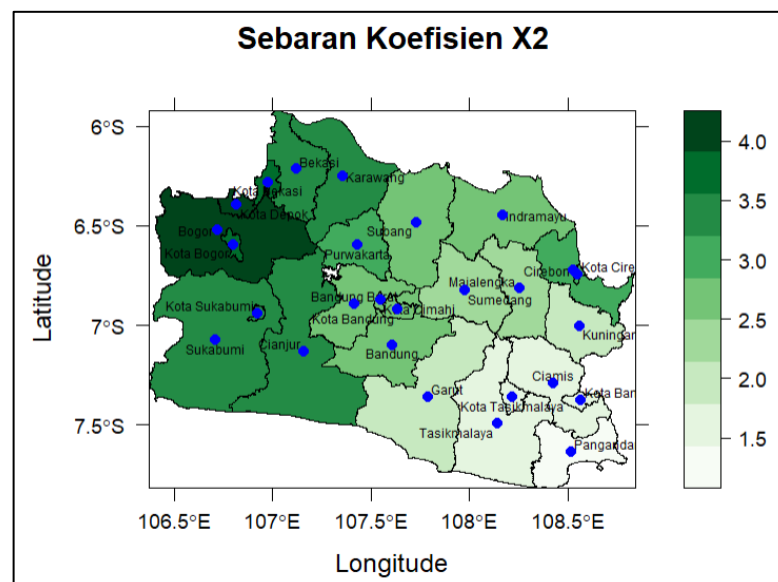 Sebaran Koefisien X2
6°S
6.5°S
7°S
7.5°S
Latitude
Bekasi
Karawang
Kota Bekasi
Kota Depok
Bogor
Kota Bogor
Subang
Purwakarta
Indramayu
Cirebon
Kota Cire
Majalengka
Sumedang
Bandung Barat
Kota Cimahi
Kota Bandung
Kota Sukabumi
Sukabumi
Cianjur
Bandung
Kuningan
Ciamis
Kota Ban
Garut
Kota Tasikmalaya
Tasikmalaya
Panganda
106.5°E 107°E 107.5°E 108°E 108.5°E
Longitude
4.0
3.5
3.0
2.5
2.0
1.5